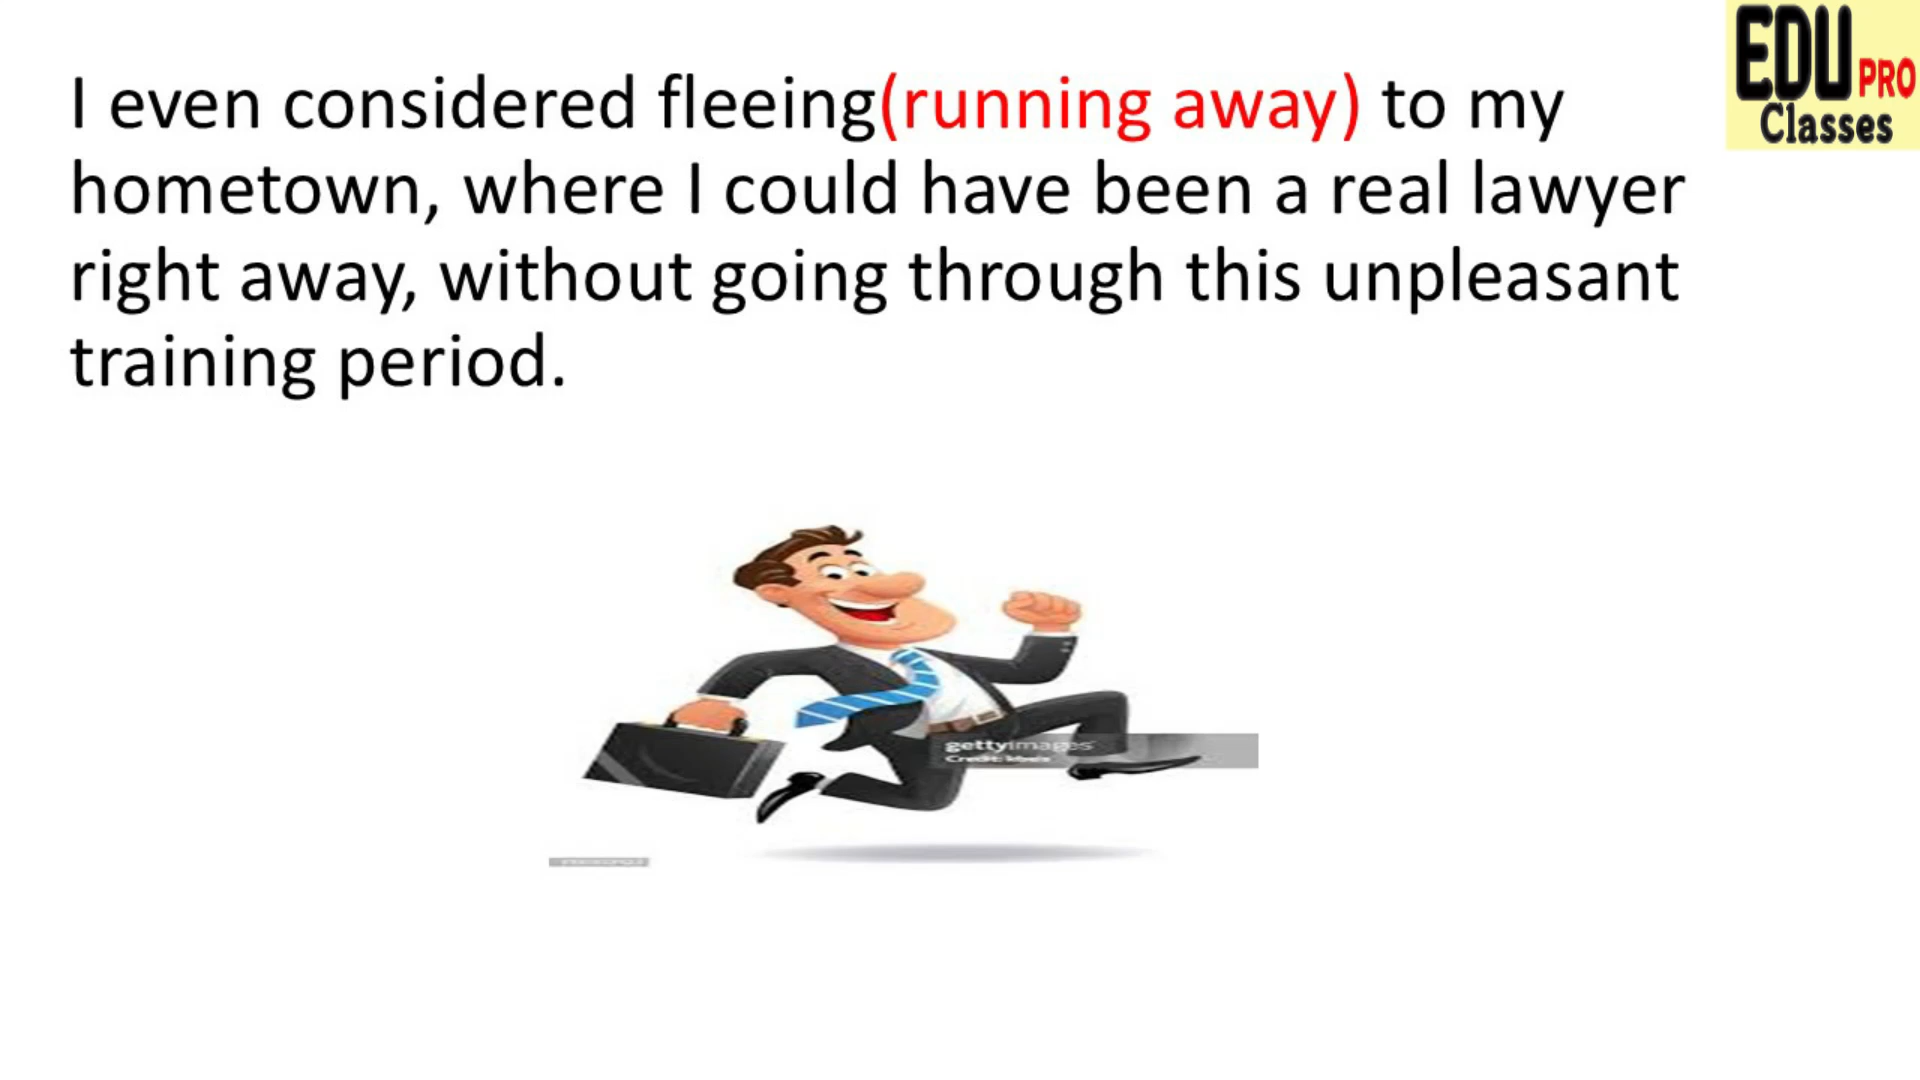 I even considered fleeing(running away) to my
hometown, where I could have been a real lawyer
right away, without going through this unpleasant
training period.
EDU PRO
Classes
gettyimages
Credit: